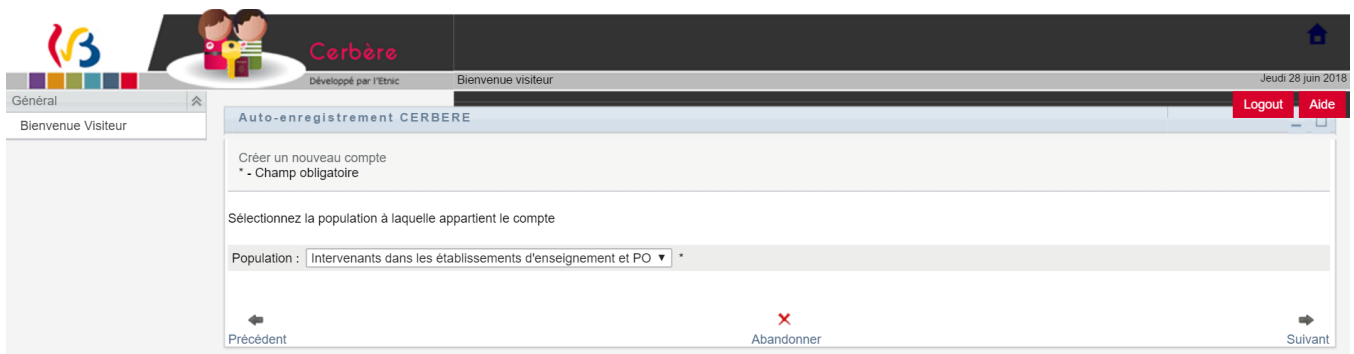 Cerbère
Développé par l'Etnic
Bienvenue visiteur
Jeudi 28 juin 2018
Général
Bienvenue Visiteur
Logout
Aide
Auto-enregistrement CERBERE
Créer un nouveau compte
* - Champ obligatoire
Sélectionnez la population à laquelle appartient le compte
Population : Intervenants dans les établissements d'enseignement et PO ▼ *
Précédent
Abandonner
Suivant